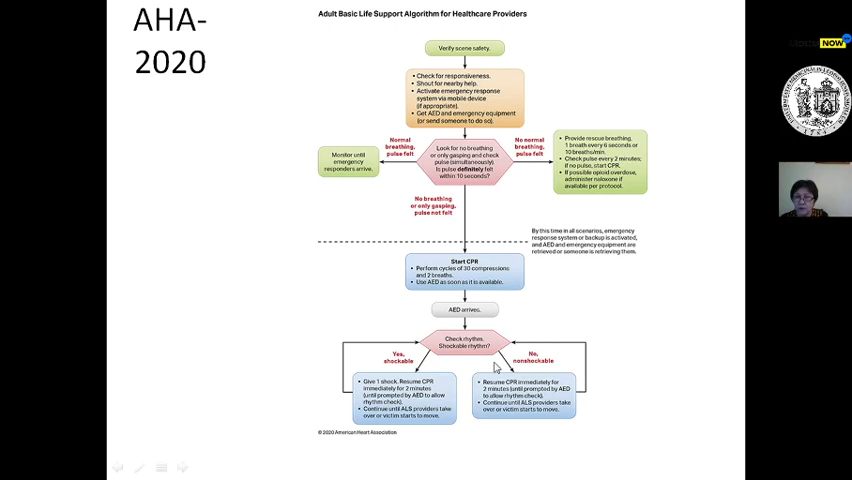 AHA-
2020
Adult Basic Life Support Algorithm for Healthcare Providers
NOW
Verify scene safety.
• Check for responsiveness.
• Shout for nearby help.
• Activate emergency response
system via mobile device
(if appropriate).
• Get AED and emergency equipment
(or send someone to do so).
Normal
breathing,
pulse felt
Monitor until
emergency
responders arrive.
Look for no breathing
or only gasping and check
pulse (simultaneously).
Is pulse definitely felt
within 10 seconds?
No normal
breathing,
pulse felt
• Provide rescue breathing,
1 breath every 6 seconds or
10 breaths/min.
• Check pulse every 2 minutes;
if no pulse, start CPR.
• If possible opioid overdose,
administer naloxone if
available per protocol.
No breathing
or only gasping,
pulse not felt
By this time in all scenarios, emergency
response system or backup is activated,
and AED and emergency equipment are
retrieved or someone is retrieving them.
Start CPR
• Perform cycles of 30 compressions
and 2 breaths.
• Use AED as soon as it is available.
AED arrives.
Check rhythm.
Shockable rhythm?
Yes,
shockable
No,
nonshockable
• Give 1 shock. Resume CPR
immediately for 2 minutes
(until prompted by AED to allow
rhythm check).
• Continue until ALS providers take
over or victim starts to move.
• Resume CPR immediately for
2 minutes (until prompted by AED
to allow rhythm check).
• Continue until ALS providers take
over or victim starts to move.
© 2020 American Heart Association